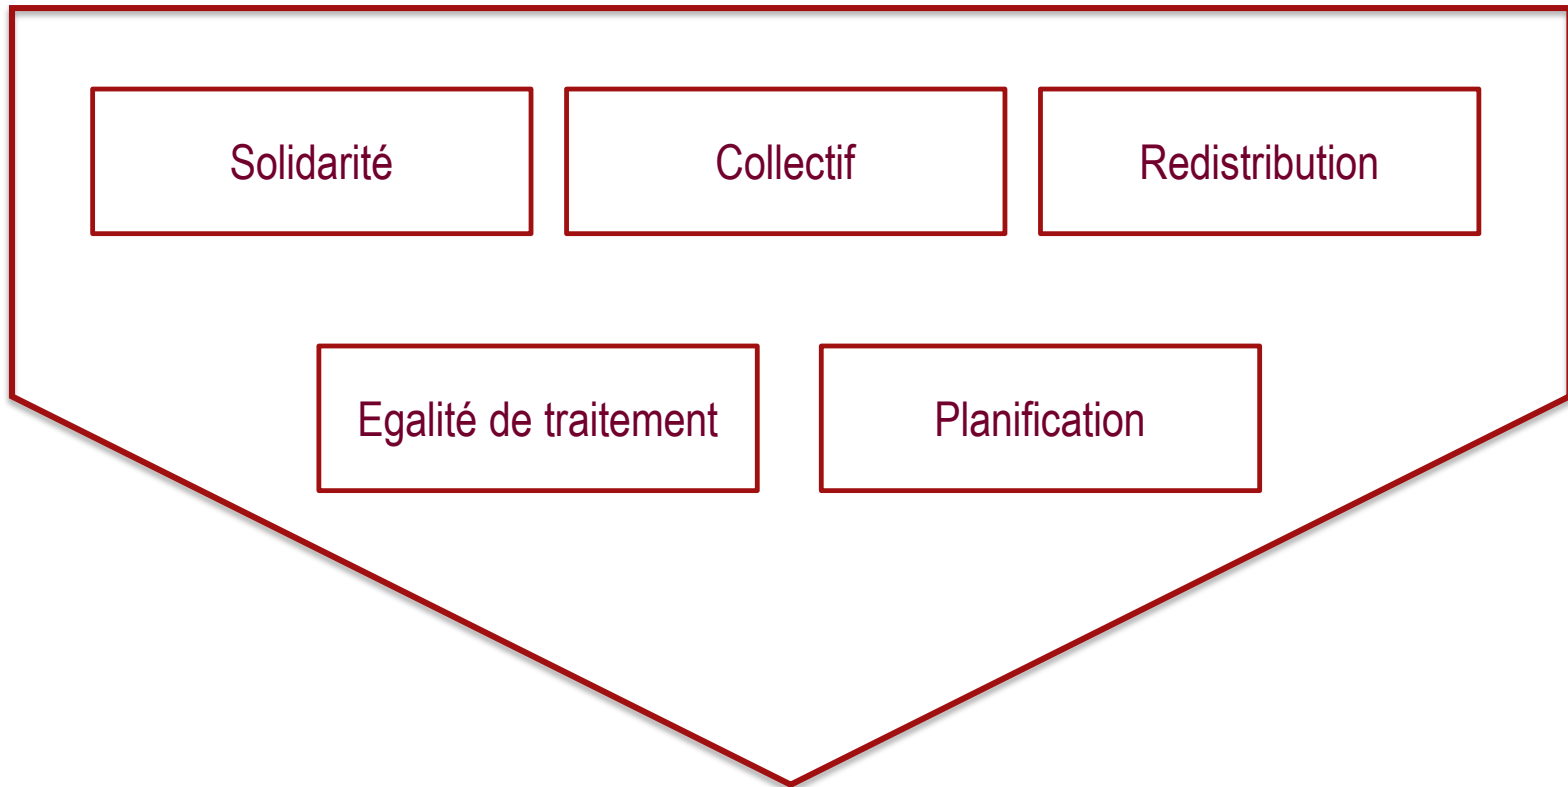 Solidarité
Collectif
Redistribution
Egalité de traitement
Planification